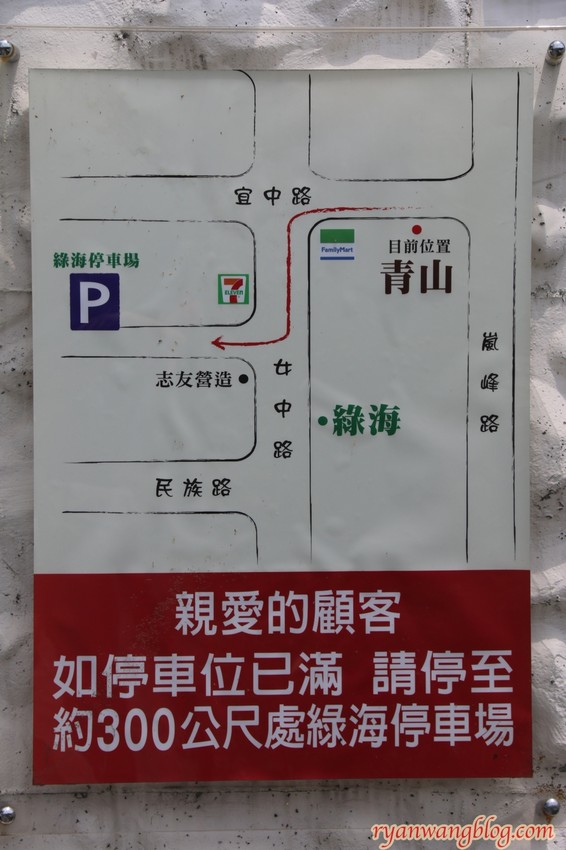 宜中路
FamilyMart
目前位置
青山
綠海停車場
P
7
ELEVEN
嵐峰路
女中路
志友營造
綠海
民族路
親愛的顧客
如停車位已滿 請停至
約300公尺處綠海停車場
ryanwangblog.com